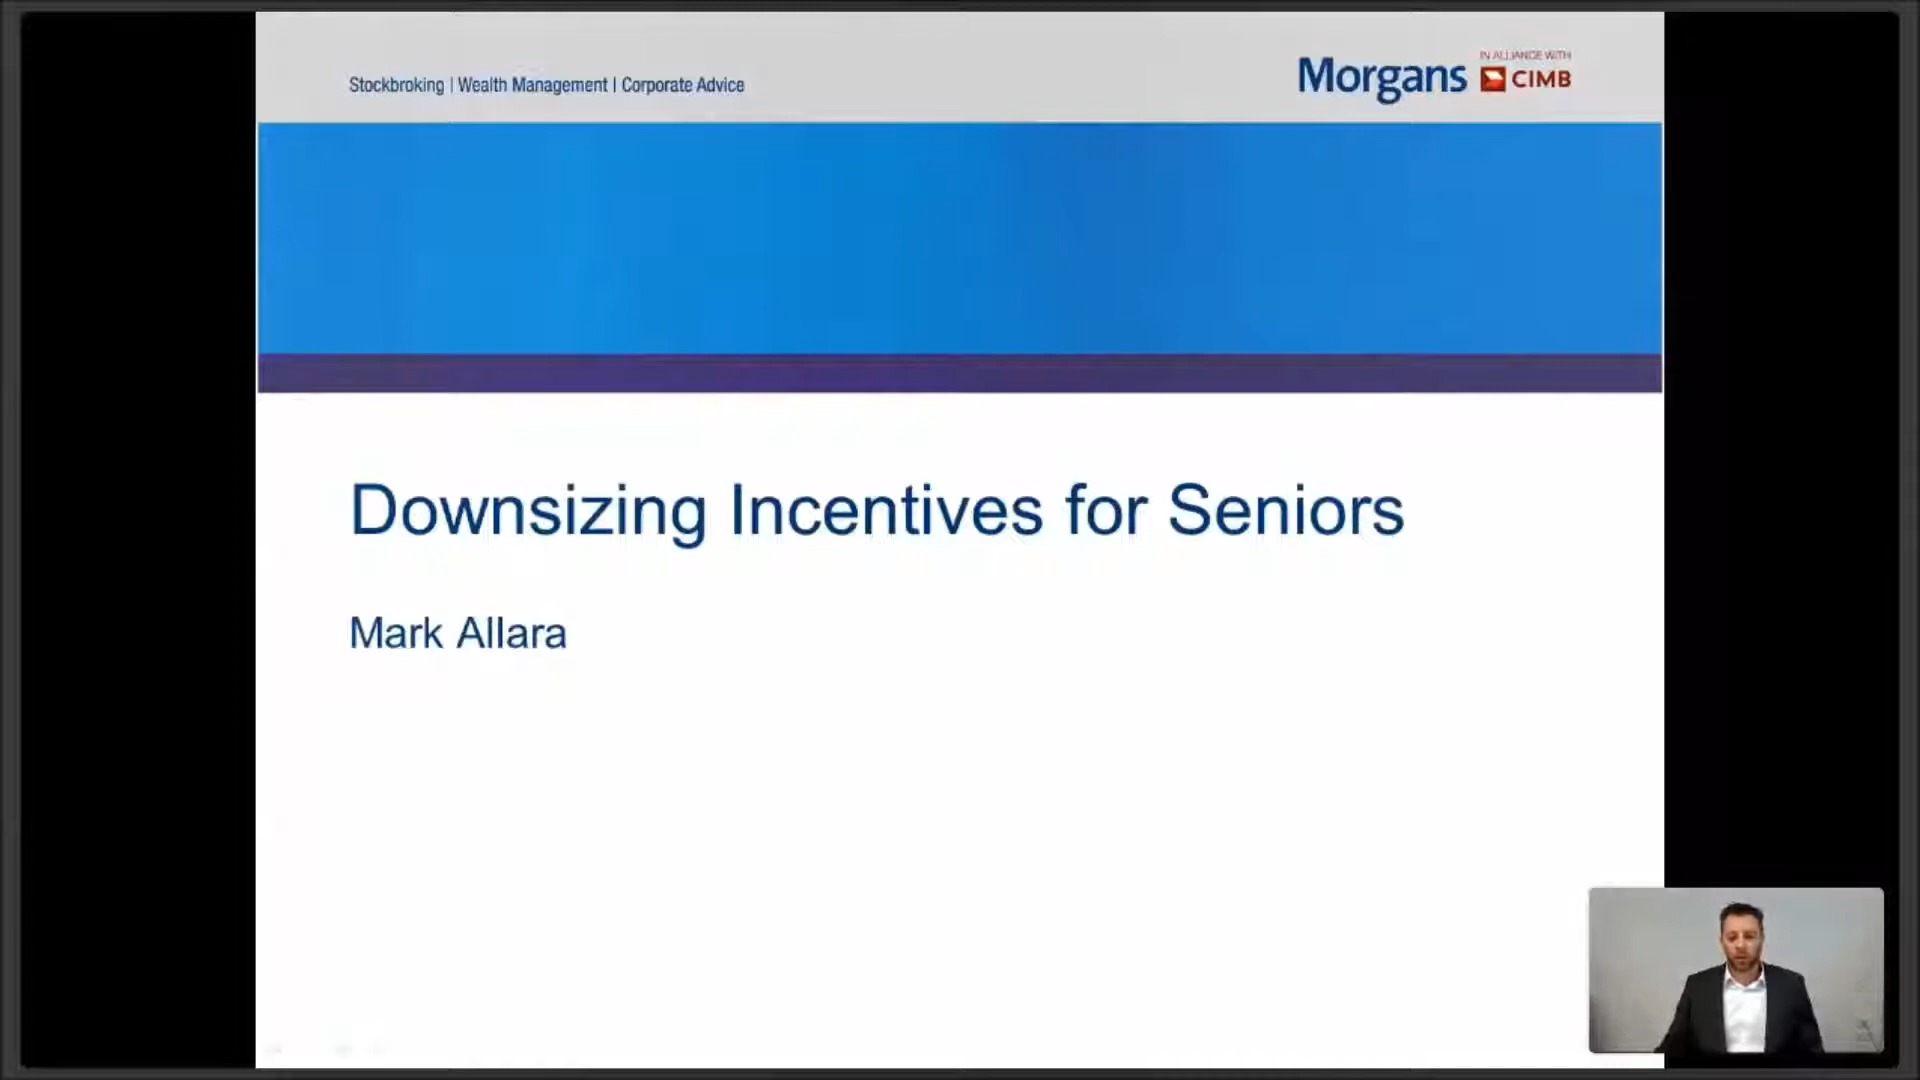 Stockbroking | Wealth Management | Corporate Advice
Morgans
IN ALLIANCE WITH
CIMB
Downsizing Incentives for Seniors
Mark Allara